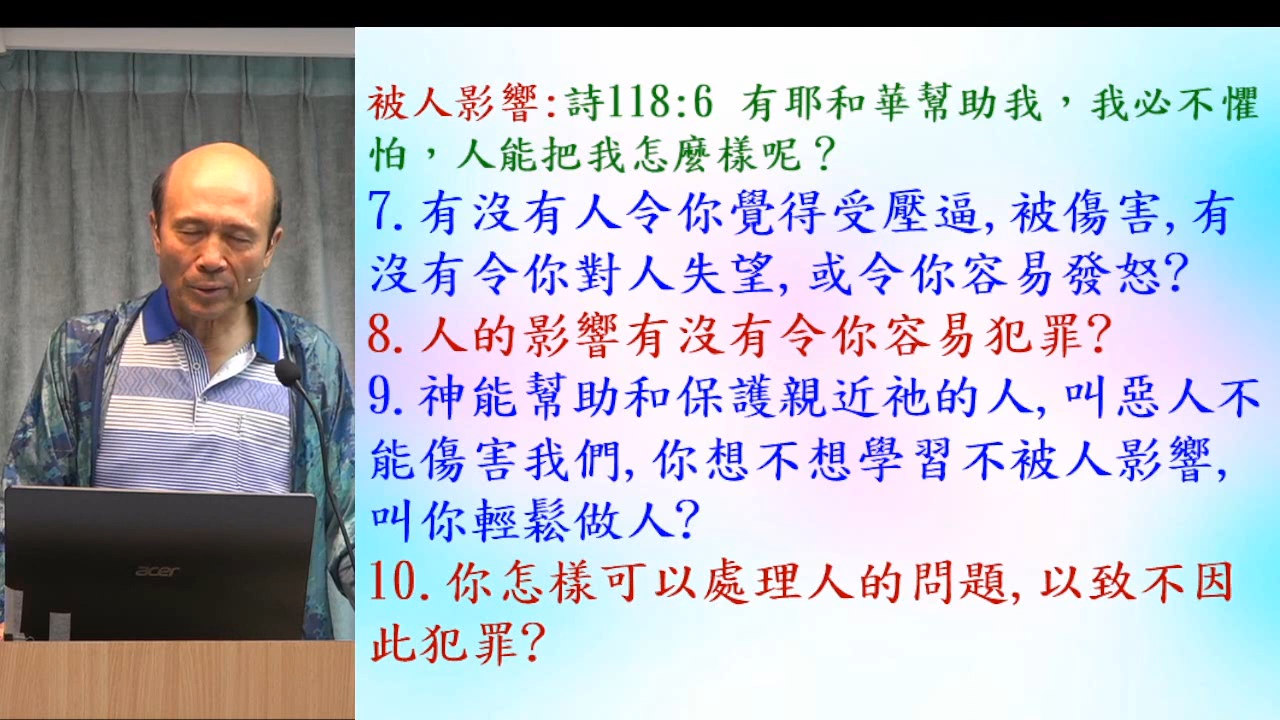 被人影響:詩118:6 有耶和華幫助我，我必不懼
怕，人能把我怎麼樣呢？
7.有沒有人令你覺得受壓逼,被傷害,有
沒有令你對人失望,或令你容易發怒?
8.人的影響有沒有令你容易犯罪?
9.神能幫助和保護親近祂的人,叫惡人不
能傷害我們,你想不想學習不被人影響,
叫你輕鬆做人?
10.你怎樣可以處理人的問題,以致不因
此犯罪?
acer